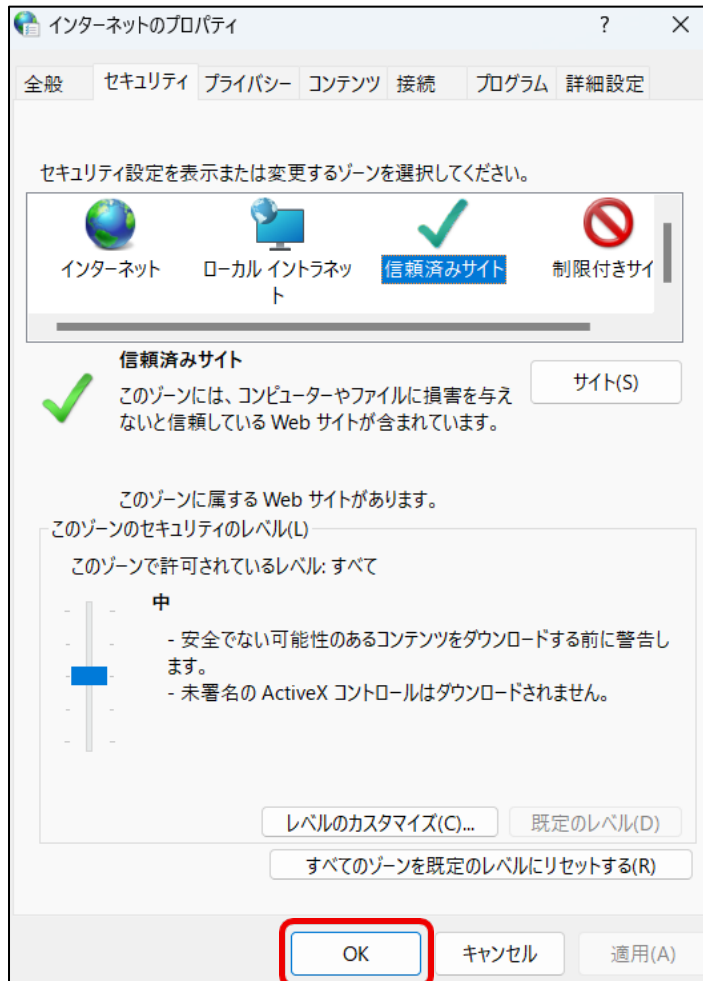 インターネットのプロパティ ? ×
全般 セキュリティ プライバシー コンテンツ 接続 プログラム 詳細設定
セキュリティ設定を表示または変更するゾーンを選択してください。
インターネット ローカル イントラネッ 信頼済みサイト 制限付きサイ
ト
信頼済みサイト
サイト(S)
このゾーンには、コンピューターやファイルに損害を与え
ないと信頼している Web サイトが含まれています。
このゾーンに属する Web サイトがあります。
このゾーンのセキュリティのレベル(L)
このゾーンで許可されているレベル: すべて
中
- 安全でない可能性のあるコンテンツをダウンロードする前に警告し
ます。
- 未署名の ActiveX コントロールはダウンロードされません。
レベルのカスタマイズ(C)... 既定のレベル(D)
すべてのゾーンを既定のレベルにリセットする(R)
OK キャンセル 適用(A)